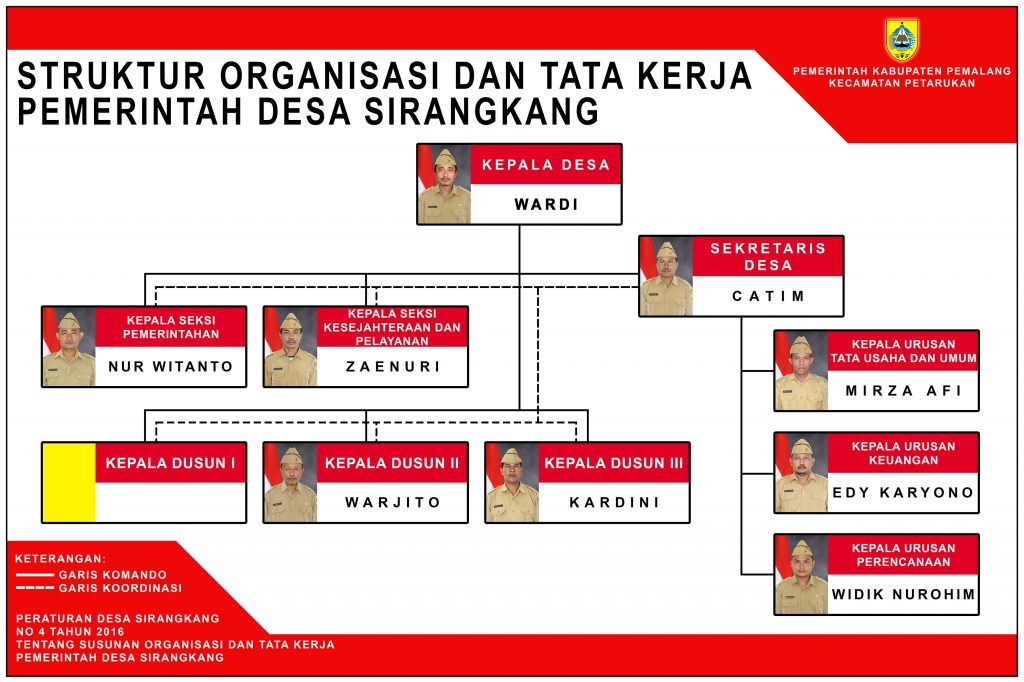 STRUKTUR ORGANISASI DAN TATA KERJA
PEMERINTAH DESA SIRANGKANG
PEMERINTAH KABUPATEN PEMALANG
KECAMATAN PETARUKAN
KEPALA DESA
WARDI
SEKRETARIS
DESA
CATIM
KEPALA SEKSI
PEMERINTAHAN
NUR WITANTO
KEPALA SEKSI
KESEJAHTERAAN DAN
PELAYANAN
ZAENURI
KEPALA URUSAN
TATA USAHA DAN UMUM
MIRZA AFI
KEPALA DUSUN I
KEPALA DUSUN II
WARJITO
KEPALA DUSUN III
KARDINI
KEPALA URUSAN
KEUANGAN
EDY KARYONO
KEPALA URUSAN
PERENCANAAN
WIDIK NUROHIM
KETERANGAN:
GARIS KOMANDO
GARIS KOORDINASI
PERATURAN DESA SIRANGKANG
NO 4 TAHUN 2016
TENTANG SUSUNAN ORGANISASI DAN TATA KERJA
PEMERINTAH DESA SIRANGKANG